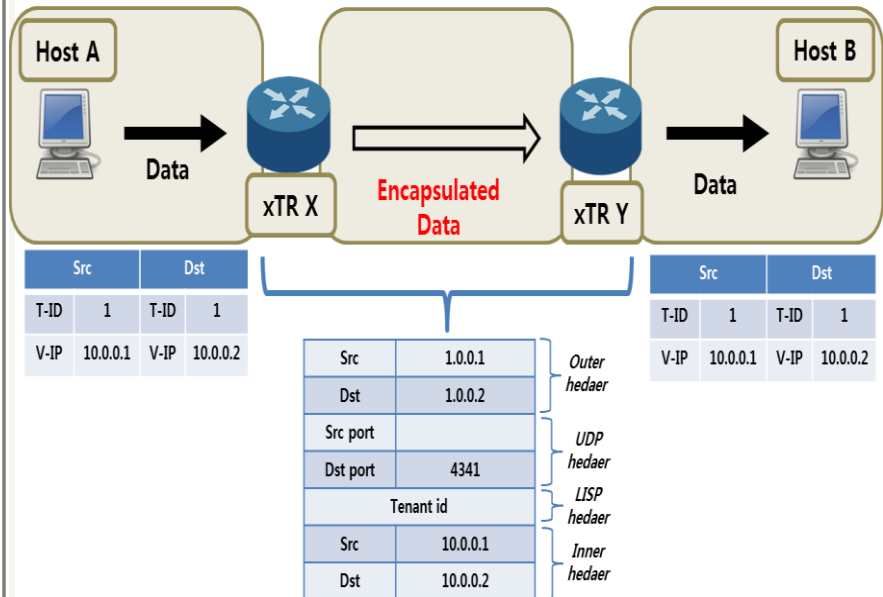 Host A
Host B
Data
Encapsulated
Data
Data
xTR X
xTR Y
Src Dst
T-ID 1 T-ID 1
V-IP 10.0.0.1 V-IP 10.0.0.2
Src Dst
T-ID 1 T-ID 1
V-IP 10.0.0.1 V-IP 10.0.0.2
Src 1.0.0.1
Dst 1.0.0.2
Outer
hedaer
Src port
Dst port 4341
UDP
hedaer
Tenant id
LISP
hedaer
Src 10.0.0.1
Dst 10.0.0.2
Inner
hedaer